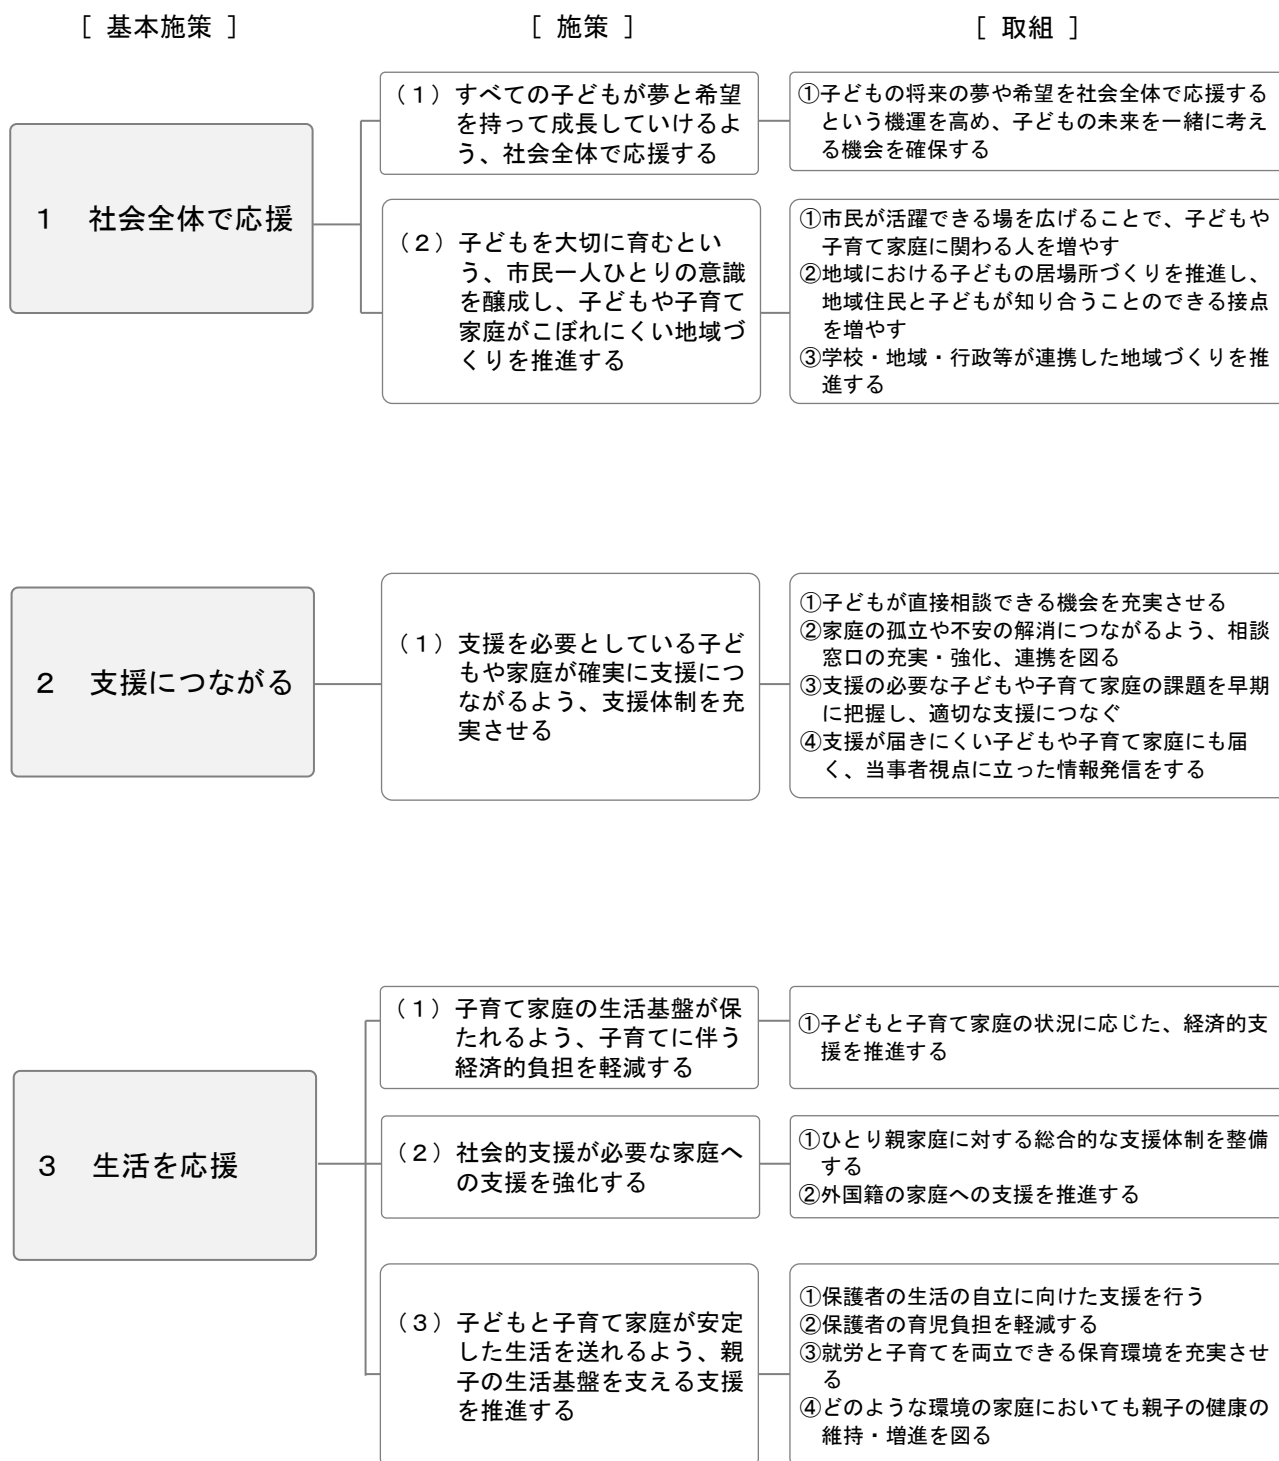 [ 基本施策 ]
[ 施策 ]
[ 取組 ]
1 社会全体で応援
(1)すべての子どもが夢と希望
を持って成長していけるよ
う、社会全体で応援する
①子どもの将来の夢や希望を社会全体で応援する
という機運を高め、子どもの未来を一緒に考え
る機会を確保する
(2)子どもを大切に育むとい
う、市民一人ひとりの意識
を醸成し、子どもや子育て
家庭がこぼれにくい地域づ
くりを推進する
①市民が活躍できる場を広げることで、子どもや
子育て家庭に関わる人を増やす
②地域における子どもの居場所づくりを推進し、
地域住民と子どもが知り合うことのできる接点
を増やす
③学校・地域・行政等が連携した地域づくりを推
進する
2 支援につながる
(1)支援を必要としている子ど
もや家庭が確実に支援につ
ながるよう、支援体制を充
実させる
①子どもが直接相談できる機会を充実させる
②家庭の孤立や不安の解消につながるよう、相談
窓口の充実・強化、連携を図る
③支援の必要な子どもや子育て家庭の課題を早期
に把握し、適切な支援につなぐ
④支援が届きにくい子どもや子育て家庭にも届
く、当事者視点に立った情報発信をする
3 生活を応援
(1)子育て家庭の生活基盤が保
たれるよう、子育てに伴う
経済的負担を軽減する
①子どもと子育て家庭の状況に応じた、経済的支
援を推進する
(2)社会的支援が必要な家庭へ
の支援を強化する
①ひとり親家庭に対する総合的な支援体制を整備
する
②外国籍の家庭への支援を推進する
(3)子どもと子育て家庭が安定
した生活を送れるよう、親
子の生活基盤を支える支援
を推進する
①保護者の生活の自立に向けた支援を行う
②保護者の育児負担を軽減する
③就労と子育てを両立できる保育環境を充実させ
る
④どのような環境の家庭においても親子の健康の
維持・増進を図る